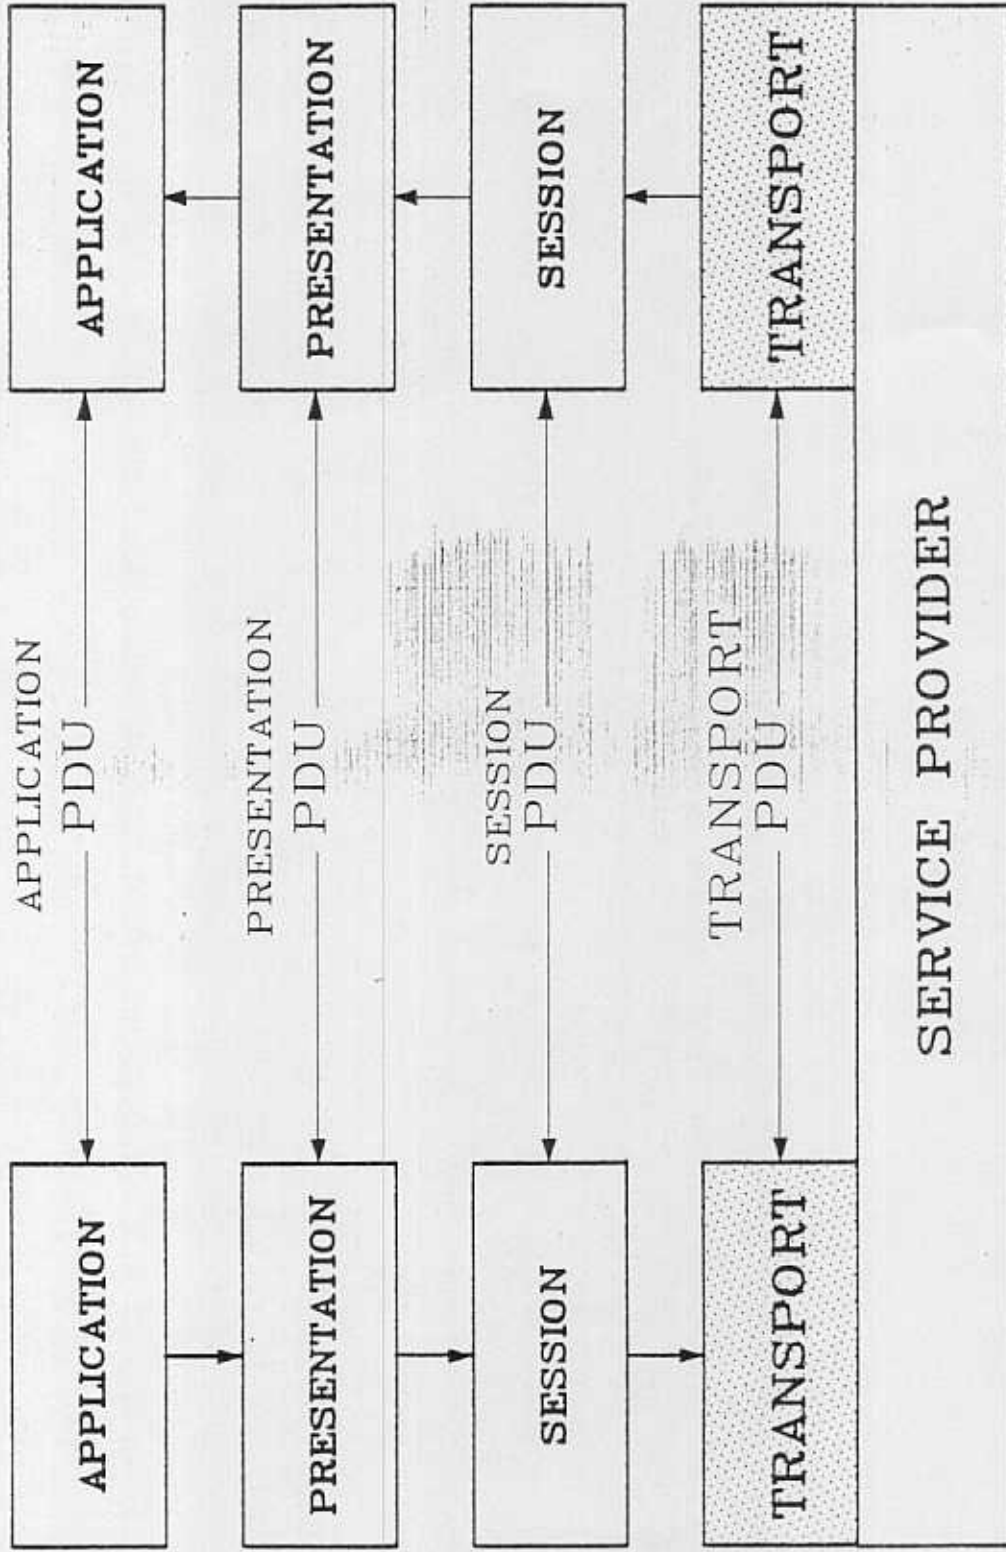 APPLICATION
APPLICATION
PDU
APPLICATION
PRESENTATION
PRESENTATION
PDU
PRESENTATION
SESSION
SESSION
PDU
SESSION
TRANSPORT
TRANSPORT
PDU
TRANSPORT
SERVICE PROVIDER